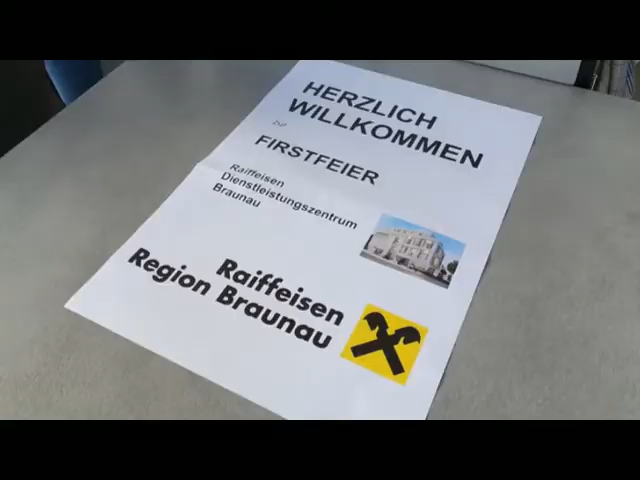 HERZLICH
WILLKOMMEN
zur
FIRSTFEIER
Raiffeisen
Dienstleistungszentrum
Braunau
Raiffeisen
Region Braunau